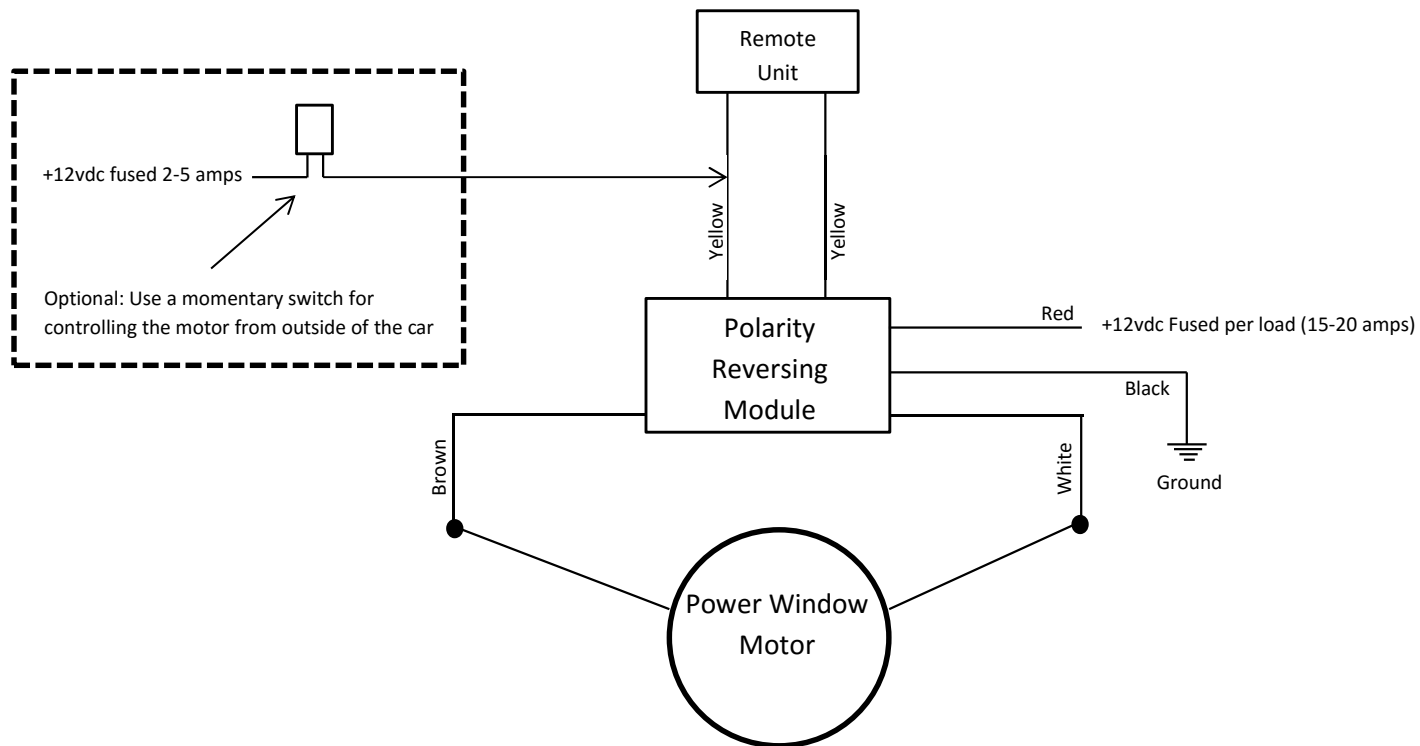 Remote
Unit
+12vdc fused 2-5 amps
Optional: Use a momentary switch for
controlling the motor from outside of the car
Yellow
Yellow
Polarity
Reversing
Module
Red
+12vdc Fused per load (15-20 amps)
Black
Ground
Brown
White
Power Window
Motor